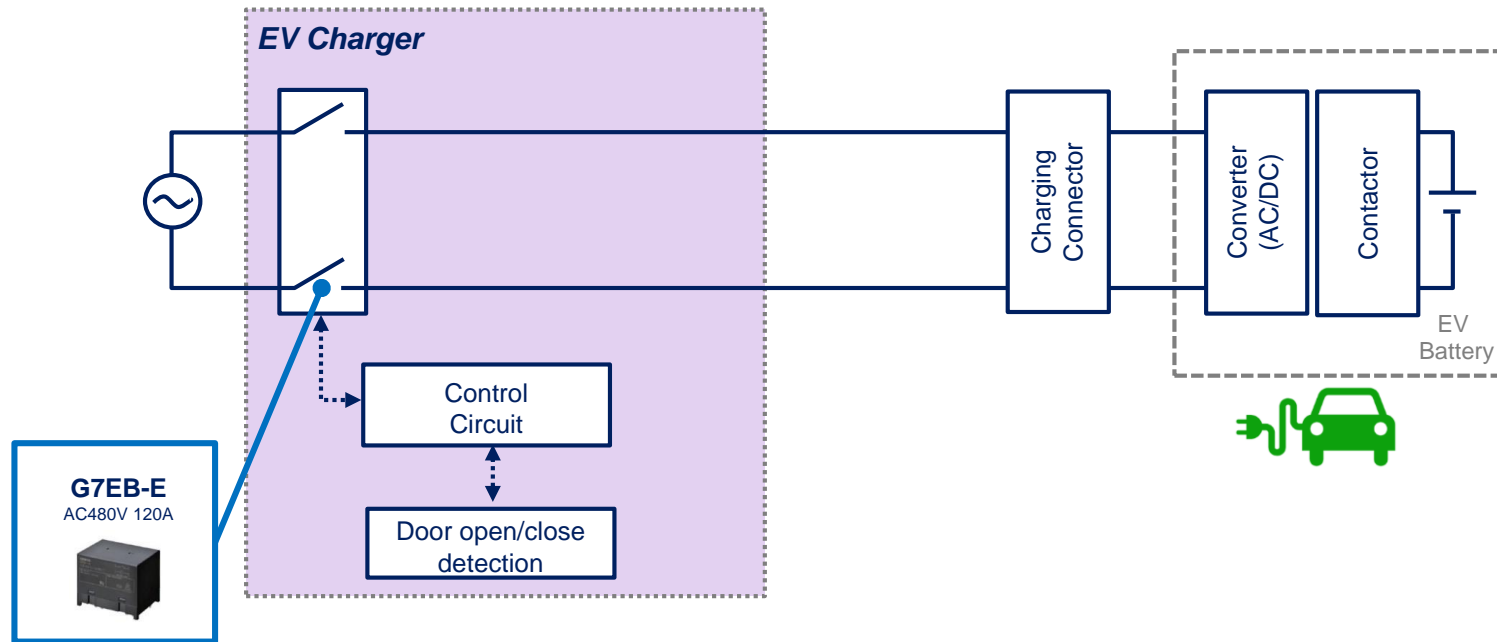 EV Charger
Charging
Connector
Converter
(AC/DC)
Contactor
EV
Battery
Control
Circuit
G7EB-E
AC480V 120A
Door open/close
detection